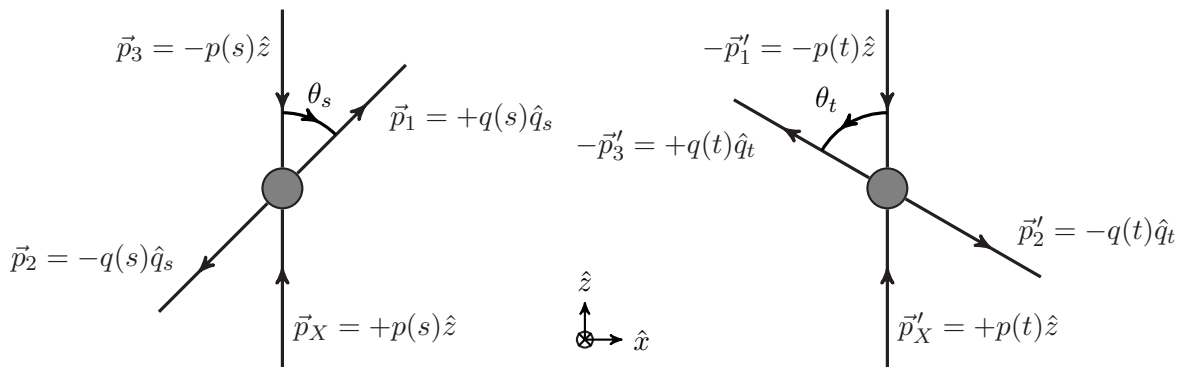 $\vec{p}_3 = -p(s)\hat{z}$
$\theta_s$
$\vec{p}_1 = +q(s)\hat{q}_s$
$\vec{p}_2 = -q(s)\hat{q}_s$
$\vec{p}_X = +p(s)\hat{z}$
$\hat{z}$
$\hat{x}$
$-\vec{p}_1' = -p(t)\hat{z}$
$\theta_t$
$-\vec{p}_3' = +q(t)\hat{q}_t$
$\vec{p}_2' = -q(t)\hat{q}_t$
$\vec{p}_X' = +p(t)\hat{z}$